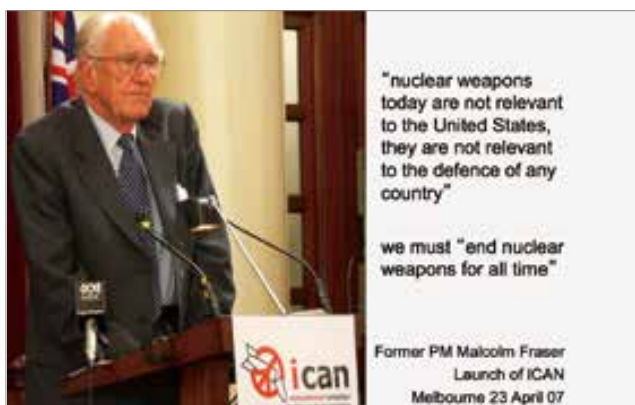 "nuclear weapons
today are not relevant
to the United States,
they are not relevant
to the defence of any
country"
we must "end nuclear
weapons for all time"
Former PM Malcolm Fraser
Launch of ICAN
Melbourne 23 April 07
ican